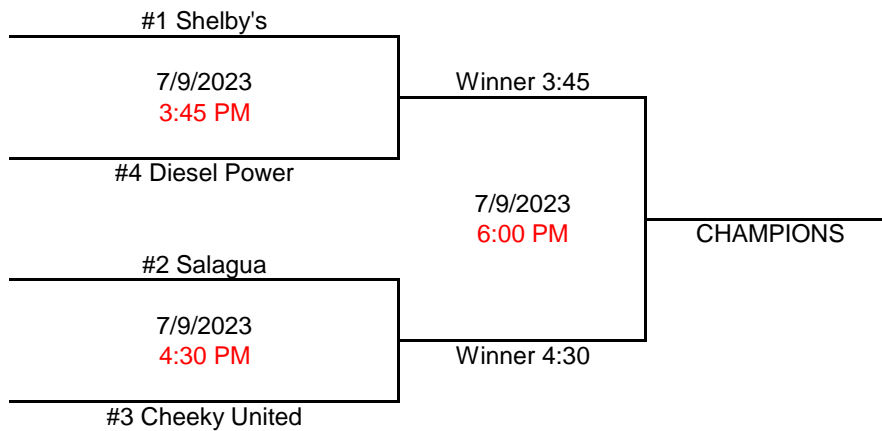 #1 Shelby's
7/9/2023
3:45 PM
Winner 3:45
#4 Diesel Power
7/9/2023
6:00 PM
CHAMPIONS
#2 Salagua
7/9/2023
4:30 PM
Winner 4:30
#3 Cheeky United